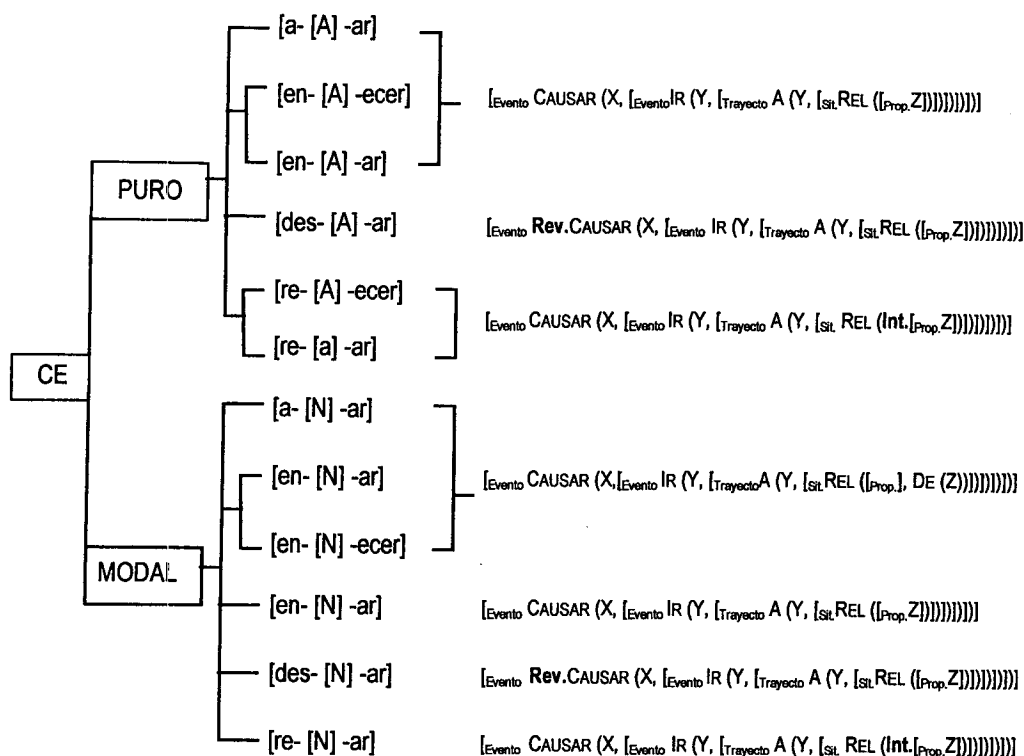 [a- [A] -ar]
[en- [A] -ecer]
[Evento CAUSAR (X, [Evento IR (Y, [Trayecto A (Y, [Sit. REL ([Prop. Z])])])])])]
[en- [A] -ar]
PURO
[des- [A] -ar]
[Evento Rev. CAUSAR (X, [Evento IR (Y, [Trayecto A (Y, [Sit. REL ([Prop. Z])])])])])]
[re- [A] -ecer]
[Evento CAUSAR (X, [Evento IR (Y, [Trayecto A (Y, [Sit. REL (Int.[Prop. Z])])])])])]
[re- [a] -ar]
CE
[a- [N] -ar]
[en- [N] -ar]
[Evento CAUSAR (X,[Evento IR (Y, [Trayecto A (Y, [Sit. REL ([Prop.], DE (Z))])])])])]
[en- [N] -ecer]
MODAL
[en- [N] -ar]
[Evento CAUSAR (X, [Evento IR (Y, [Trayecto A (Y, [Sit. REL ([Prop. Z])])])])])]
[des- [N] -ar]
[Evento Rev. CAUSAR (X, [Evento IR (Y, [Trayecto A (Y, [Sit. REL ([Prop. Z])])])])])]
[re- [N] -ar]
[Evento CAUSAR (X, [Evento IR (Y, [Trayecto A (Y, [Sit. REL (Int.[Prop. Z])])])])])]